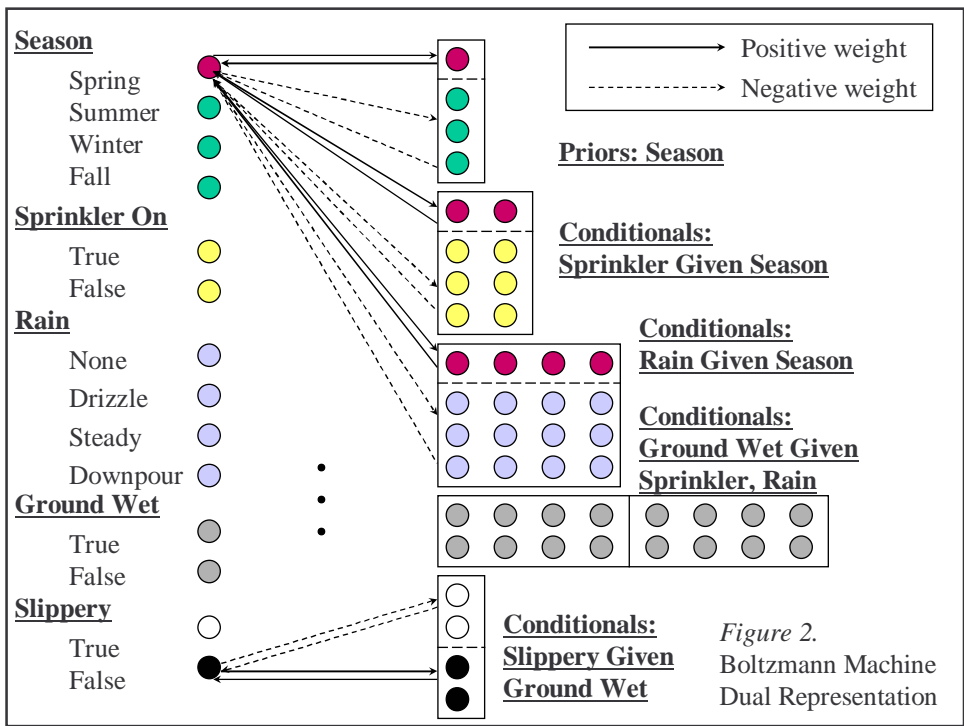 Season
Spring
Summer
Winter
Fall
Sprinkler On
True
False
Rain
None
Drizzle
Steady
Downpour
Ground Wet
True
False
Slippery
True
False
Positive weight
Negative weight
Priors: Season
Conditionals:
Sprinkler Given Season
Conditionals:
Rain Given Season
Conditionals:
Ground Wet Given
Sprinkler, Rain
Conditionals:
Slippery Given
Ground Wet
Figure 2.
Boltzmann Machine
Dual Representation